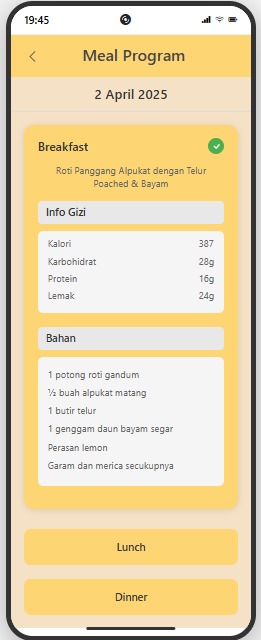 19:45
Meal Program
2 April 2025
Breakfast
Roti Panggang Alpukat dengan Telur
Poached & Bayam
Info Gizi
Kalori 387
Karbohidrat 28g
Protein 16g
Lemak 24g
Bahan
1 potong roti gandum
½ buah alpukat matang
1 butir telur
1 genggam daun bayam segar
Perasan lemon
Garam dan merica secukupnya
Lunch
Dinner